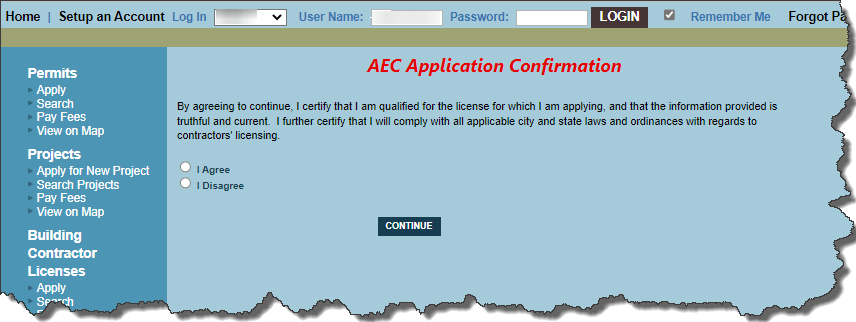 Home | Setup an Account Log In User Name: Password: LOGIN Remember Me Forgot
AEC Application Confirmation
Permits
Apply
Search
Pay Fees
View on Map
Projects
Apply for New Project
Search Projects
Pay Fees
View on Map
Building
Contractor
Licenses
Apply
Search
By agreeing to continue, I certify that I am qualified for the license for which I am applying, and that the information provided is
truthful and current. I further certify that I will comply with all applicable city and state laws and ordinances with regards to
contractors' licensing.
I Agree
I Disagree
CONTINUE